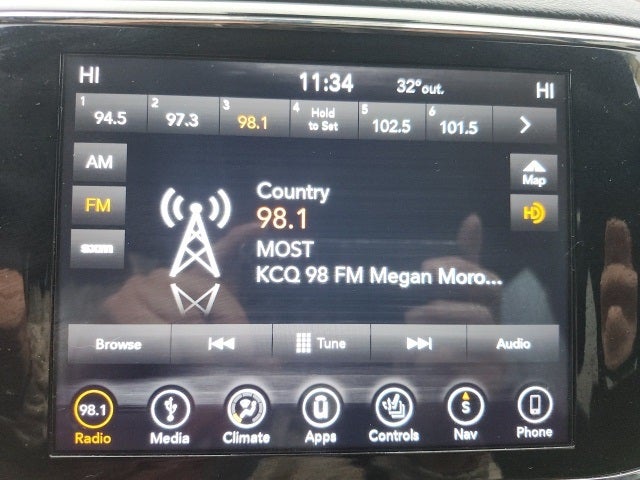 HI 11:34 32°out. HI
1 94.5 2 97.3 3 98.1 4 Hold to Set 5 102.5 6 101.5
AM
Map
FM
HD
sxm
Country
98.1
MOST
KCQ 98 FM Megan Moro...
Browse Tune Audio
98.1 S
Radio Media Climate Apps Controls Nav Phone